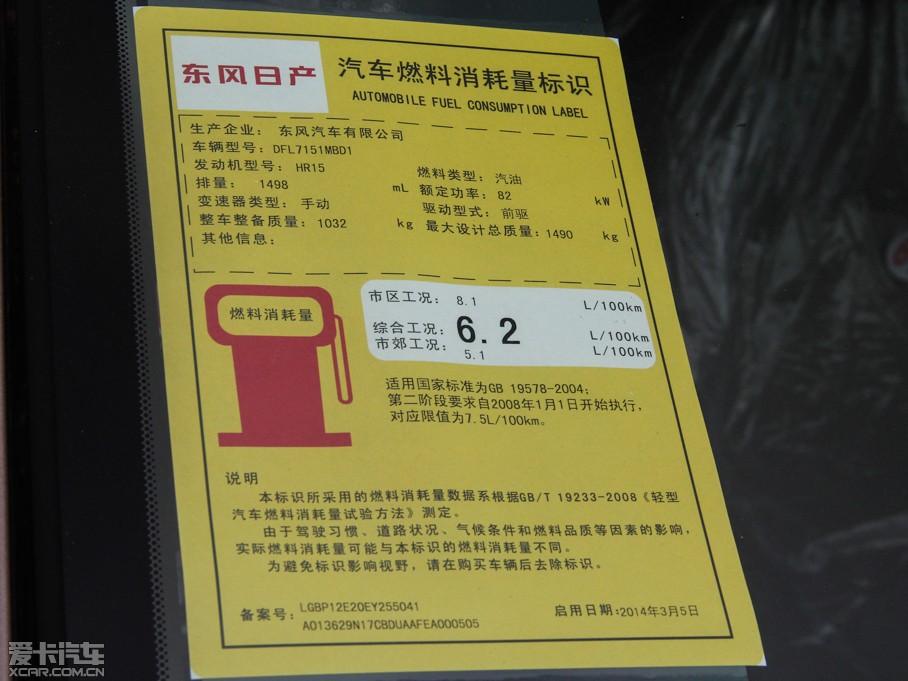 东风日产
汽车燃料消耗量标识
AUTOMOBILE FUEL CONSUMPTION LABEL
生产企业: 东风汽车有限公司
车辆型号: DFL7151MBD1
发动机型号: HR15
燃料类型: 汽油
排量: 1498 mL
额定功率: 82 kW
变速器类型: 手动
驱动型式: 前驱
整车整备质量: 1032 kg
最大设计总质量: 1490 kg
其他信息:
燃料消耗量
市区工况: 8.1 L/100km
综合工况: 6.2 L/100km
市郊工况: 5.1 L/100km
适用国家标准为GB 19578-2004;
第二阶段要求自2008年1月1日开始执行,
对应限值为7.5L/100km。
说明
本标识所采用的燃料消耗量数据系根据GB/T 19233-2008《轻型
汽车燃料消耗量试验方法》测定。
由于驾驶习惯、道路状况、气候条件和燃料品质等因素的影响,
实际燃料消耗量可能与本标识的燃料消耗量不同。
为避免标识影响视野, 请在购买车辆后去除标识。
备案号: LGBP12E20EY255041
A013629N17CBDUAAFEA000505
启用日期: 2014年3月5日
爱卡汽车
XCAR.COM.CN